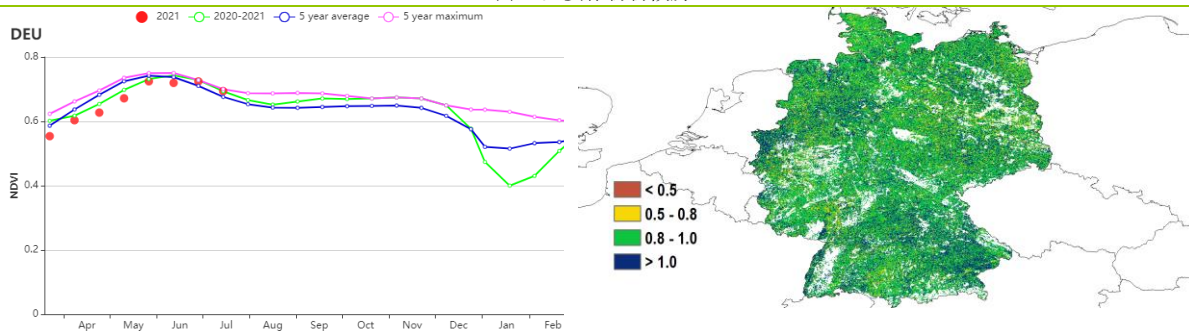 2021 2020-2021 5 year average 5 year maximum
DEU
0.8
0.6
0.4
0.2
0
NDVI
Apr May Jun Jul Aug Sep Oct Nov Dec Jan Feb
< 0.5
0.5 - 0.8
0.8 - 1.0
> 1.0